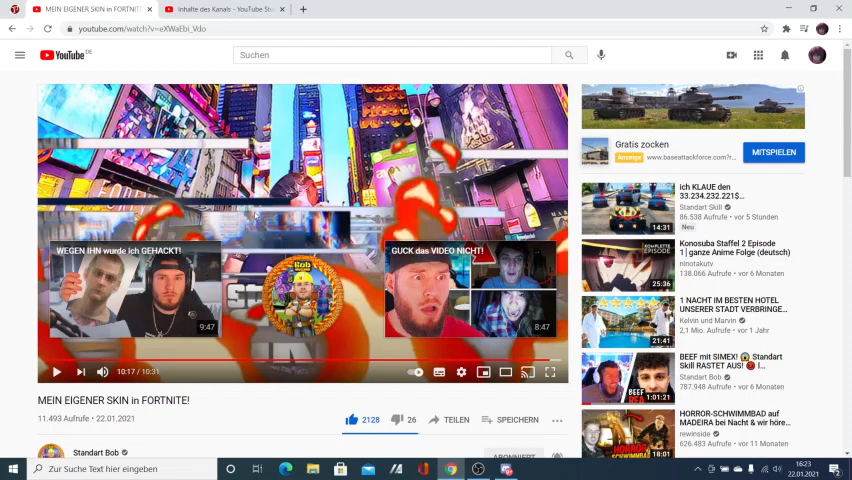 MEIN EIGENER SKIN in FORTNITE!
Inhalte des Kanals - YouTube Stu
youtube.com/watch?v=eXWaEbi_Vdo
YouTube DE
Suchen
WEGEN IHN wurde ich GEHACKT!
9:47
Bob
GUCK das VIDEO NICHT!
8:47
10:17 / 10:31
MEIN EIGENER SKIN in FORTNITE!
11.493 Aufrufe • 22.01.2021
2128
26
TEILEN
SPEICHERN
Standart Bob
ABONNIERT
Gratis zocken
Anzeige www.baseattackforce.com/?r...
MITSPIELEN
ich KLAUE den
33.234.232.221$...
Standart Skill
86.538 Aufrufe • vor 5 Stunden
Neu
14:31
KOMPLETTE
EPISODE
Konosuba Staffel 2 Episode
1 | ganze Anime Folge (deutsch)
ninotakutv
138.066 Aufrufe • vor 6 Monaten
25:36
1 NACHT IM BESTEN HOTEL
UNSERER STADT VERBRINGE...
Kelvin und Marvin
2,1 Mio. Aufrufe • vor 1 Jahr
21:41
BEEF mit SIMEX! 😱 Standart
Skill RASTET AUS!
Standart Bob
787.948 Aufrufe • vor 6 Monaten
BEEF
1:01:21
HORROR-SCHWIMMBAD auf
MADEIRA bei Nacht & wir höre...
rewinside
626.483 Aufrufe • vor 11 Monaten
HORROR
18:01
Zur Suche Text hier eingeben
16:23
22.01.2021
2